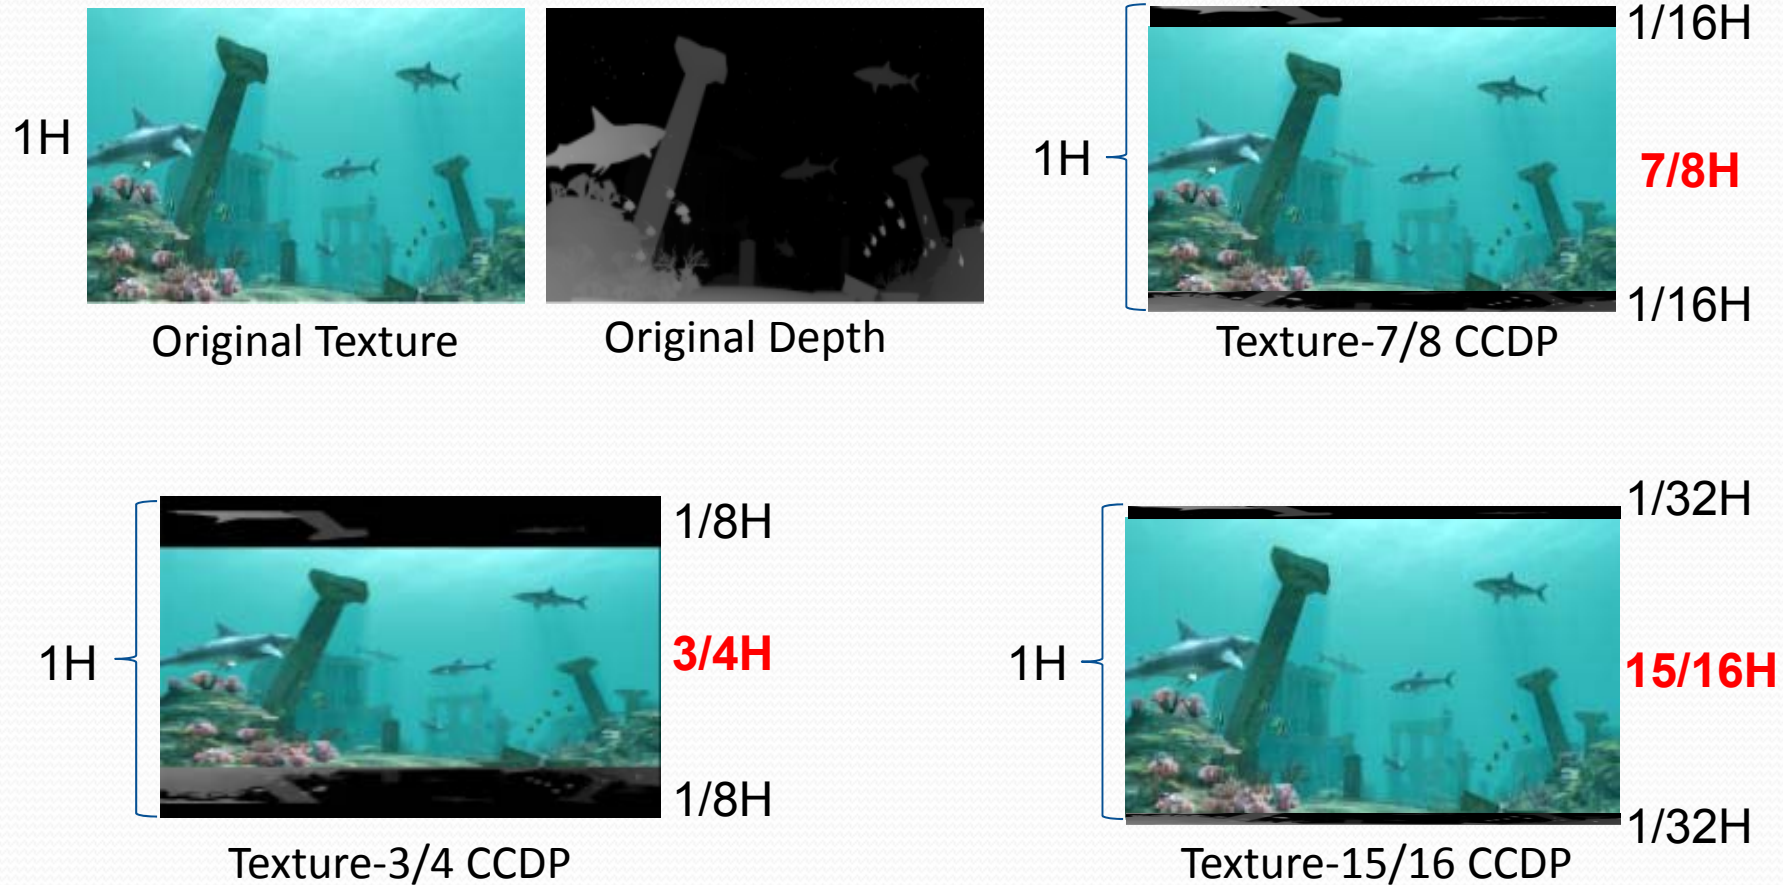 1H
Original Texture
Original Depth
1H
1/16H
7/8H
1/16H
Texture-7/8 CCDP
1H
1/8H
3/4H
1/8H
Texture-3/4 CCDP
1H
1/32H
15/16H
1/32H
Texture-15/16 CCDP